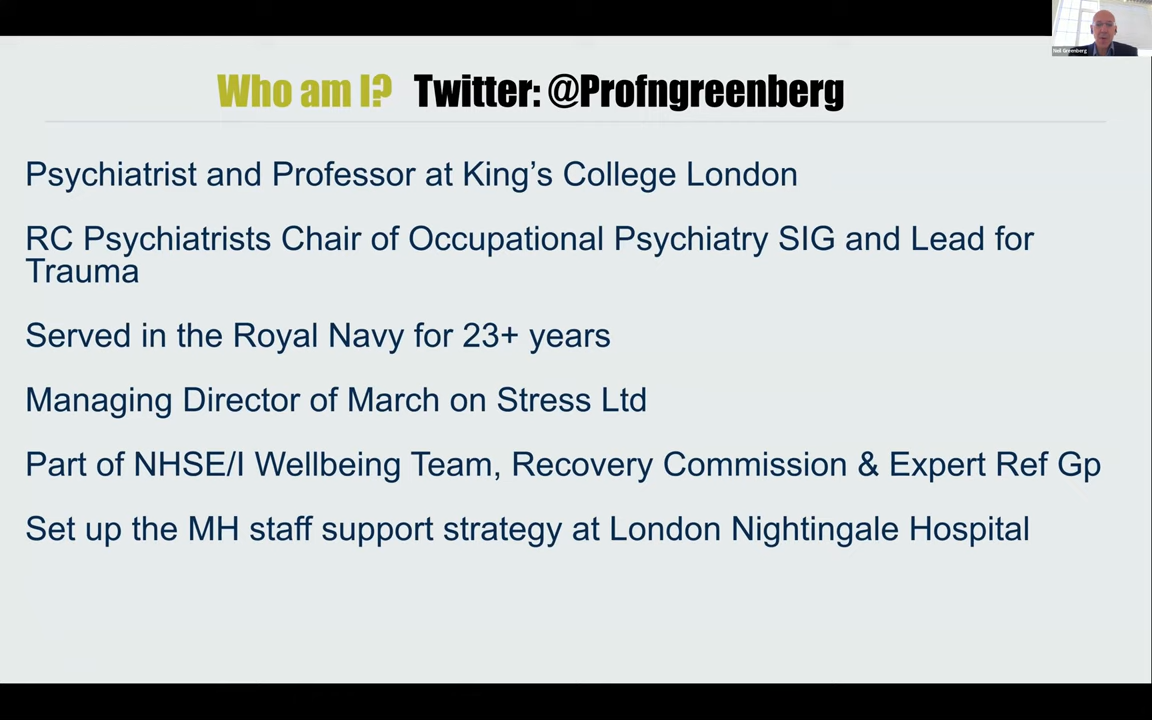 Neil Greenberg
Who am I? Twitter: @Profngreenberg
Psychiatrist and Professor at King’s College London
RC Psychiatrists Chair of Occupational Psychiatry SIG and Lead for
Trauma
Served in the Royal Navy for 23+ years
Managing Director of March on Stress Ltd
Part of NHSE/I Wellbeing Team, Recovery Commission & Expert Ref Gp
Set up the MH staff support strategy at London Nightingale Hospital